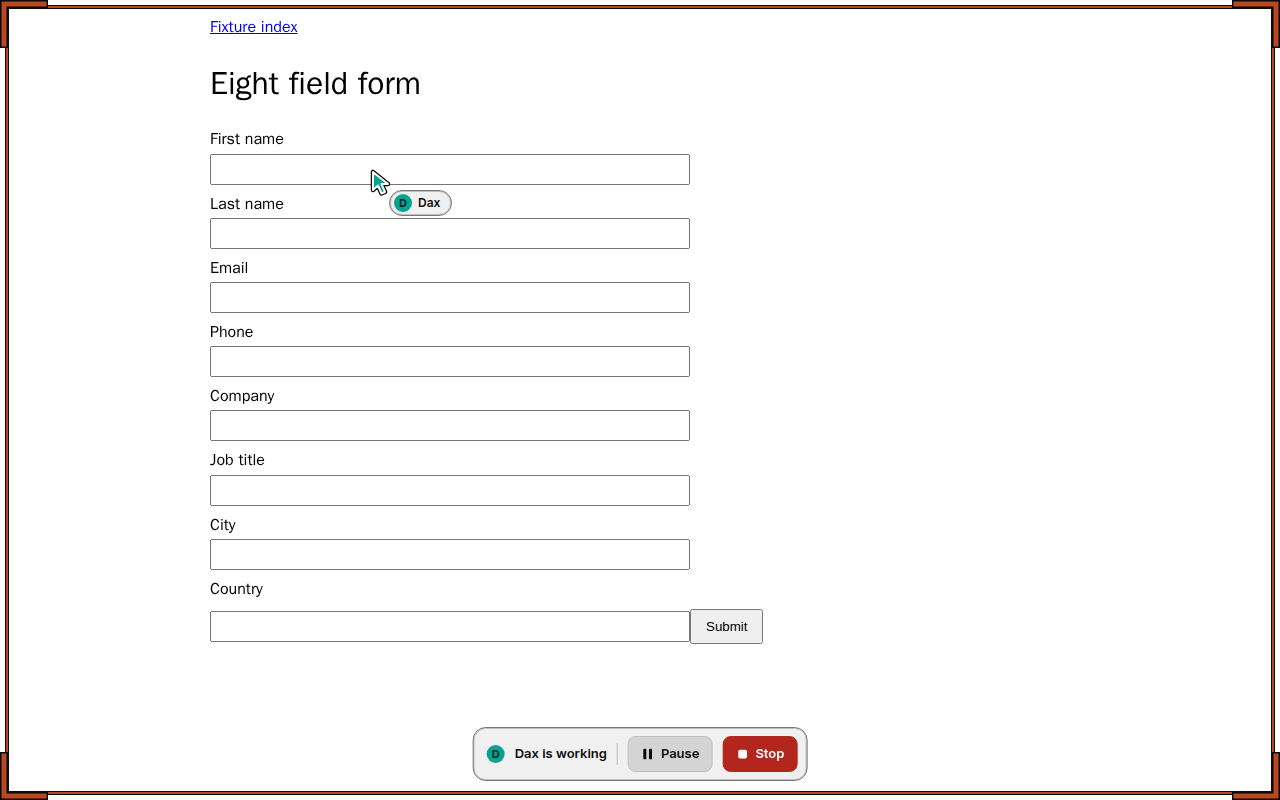 Fixture index
Eight field form
First name
D Dax
Last name
Email
Phone
Company
Job title
City
Country
Submit
D Dax is working
Pause
Stop